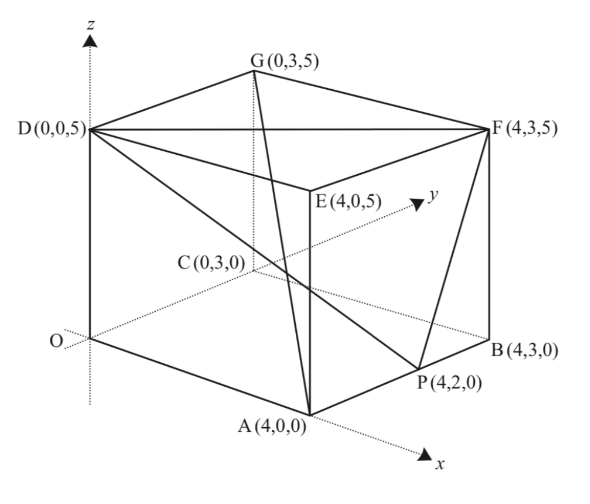 z
G(0,3,5)
D(0,0,5)
F(4,3,5)
E(4,0,5)
y
C(0,3,0)
O
B(4,3,0)
P(4,2,0)
A(4,0,0)
x